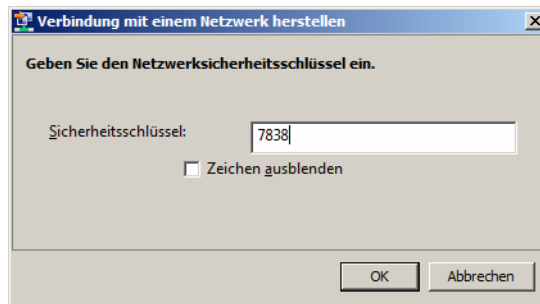 Verbindung mit einem Netzwerk herstellen
Geben Sie den Netzwerksicherheitsschlüssel ein.
Sicherheitsschlüssel: 7838
Zeichen ausblenden
OK Abbrechen